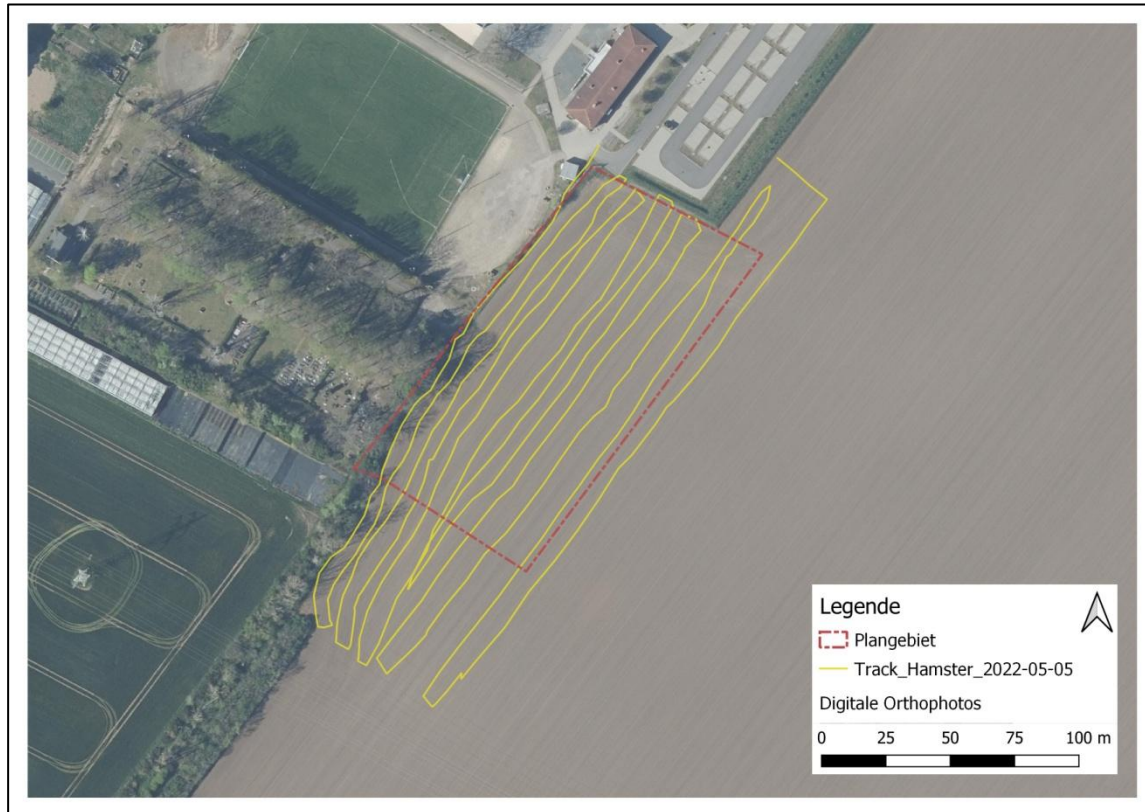 Legende
Plangebiet
Track_Hamster_2022-05-05
Digitale Orthophotos
0 25 50 75 100 m